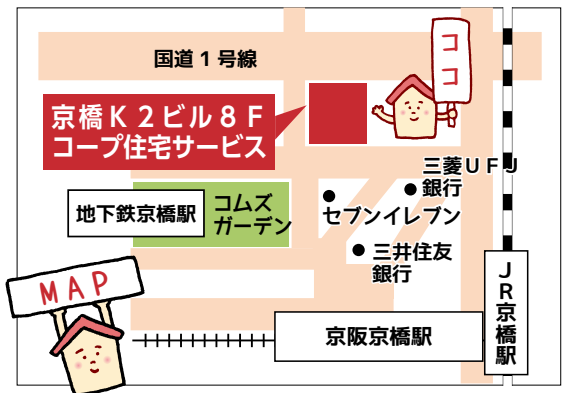 国道1号線
ココ
京橋K2ビル8F
コープ住宅サービス
三菱UFJ
銀行
地下鉄京橋駅
コムズ
ガーデン
セブンイレブン
三井住友
銀行
MAP
京阪京橋駅
JR京橋駅